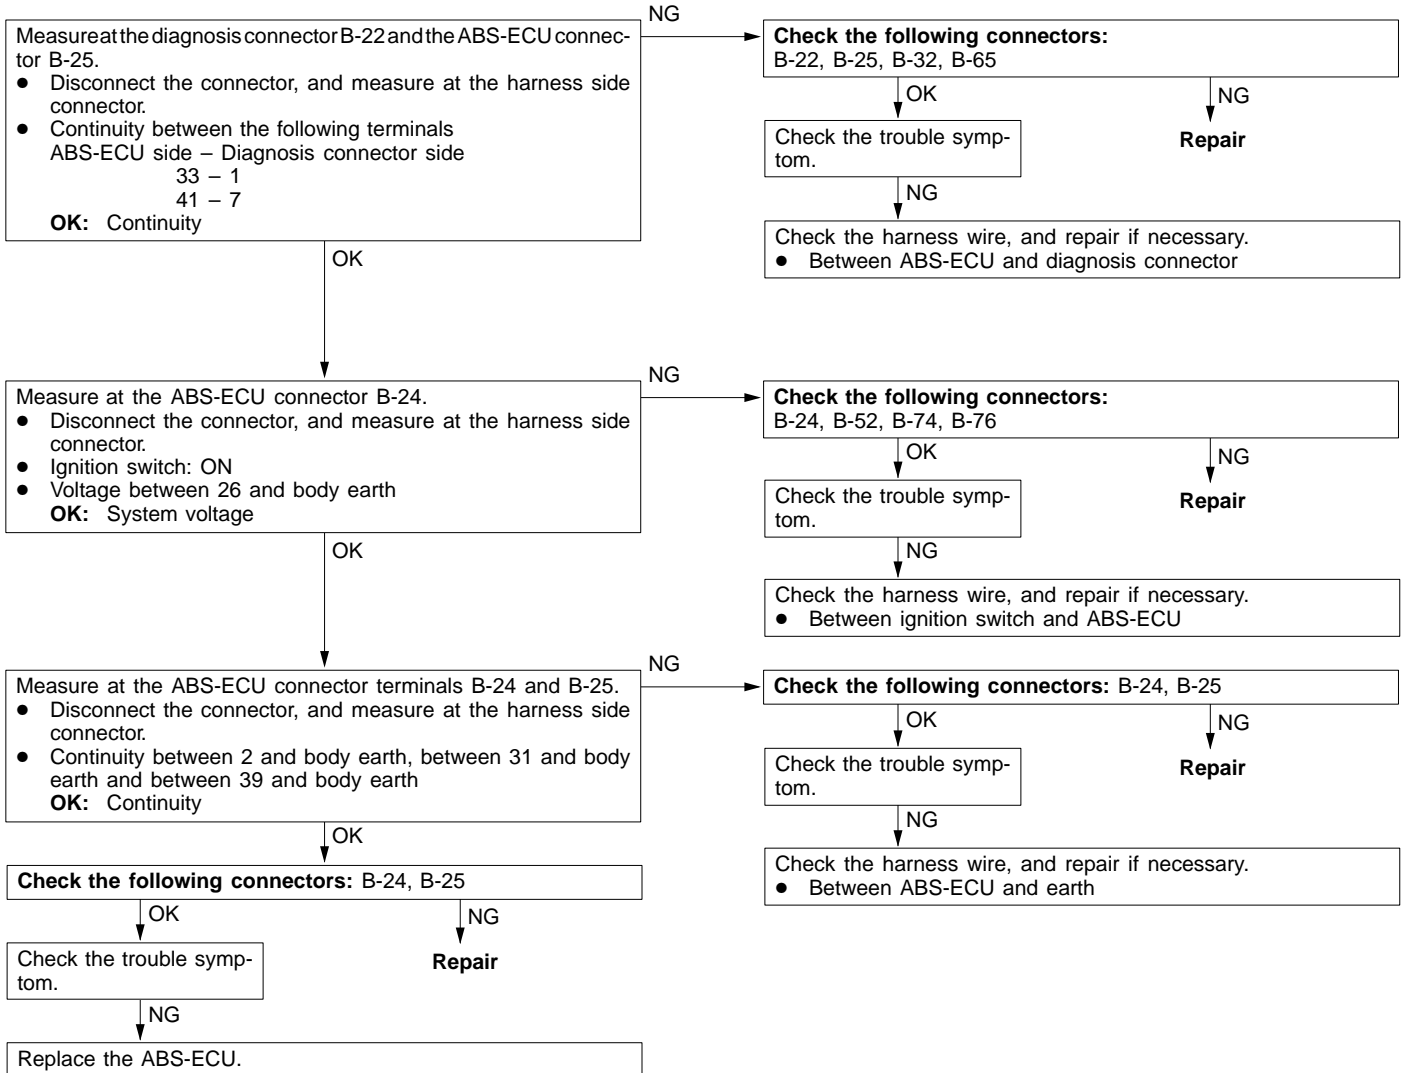 Measure at the diagnosis connector B-22 and the ABS-ECU connec-
tor B-25.
● Disconnect the connector, and measure at the harness side
connector.
● Continuity between the following terminals
ABS-ECU side – Diagnosis connector side
33 – 1
41 – 7
OK: Continuity
NG
Check the following connectors:
B-22, B-25, B-32, B-65
OK
NG
Check the trouble symp-
tom.
Repair
NG
Check the harness wire, and repair if necessary.
● Between ABS-ECU and diagnosis connector
OK
Measure at the ABS-ECU connector B-24.
● Disconnect the connector, and measure at the harness side
connector.
● Ignition switch: ON
● Voltage between 26 and body earth
OK: System voltage
NG
Check the following connectors:
B-24, B-52, B-74, B-76
OK
NG
Check the trouble symp-
tom.
Repair
NG
Check the harness wire, and repair if necessary.
● Between ignition switch and ABS-ECU
OK
Measure at the ABS-ECU connector terminals B-24 and B-25.
● Disconnect the connector, and measure at the harness side
connector.
● Continuity between 2 and body earth, between 31 and body
earth and between 39 and body earth
OK: Continuity
NG
Check the following connectors: B-24, B-25
OK
NG
Check the trouble symp-
tom.
Repair
NG
Check the harness wire, and repair if necessary.
● Between ABS-ECU and earth
OK
Check the following connectors: B-24, B-25
OK
NG
Check the trouble symp-
tom.
Repair
NG
Replace the ABS-ECU.